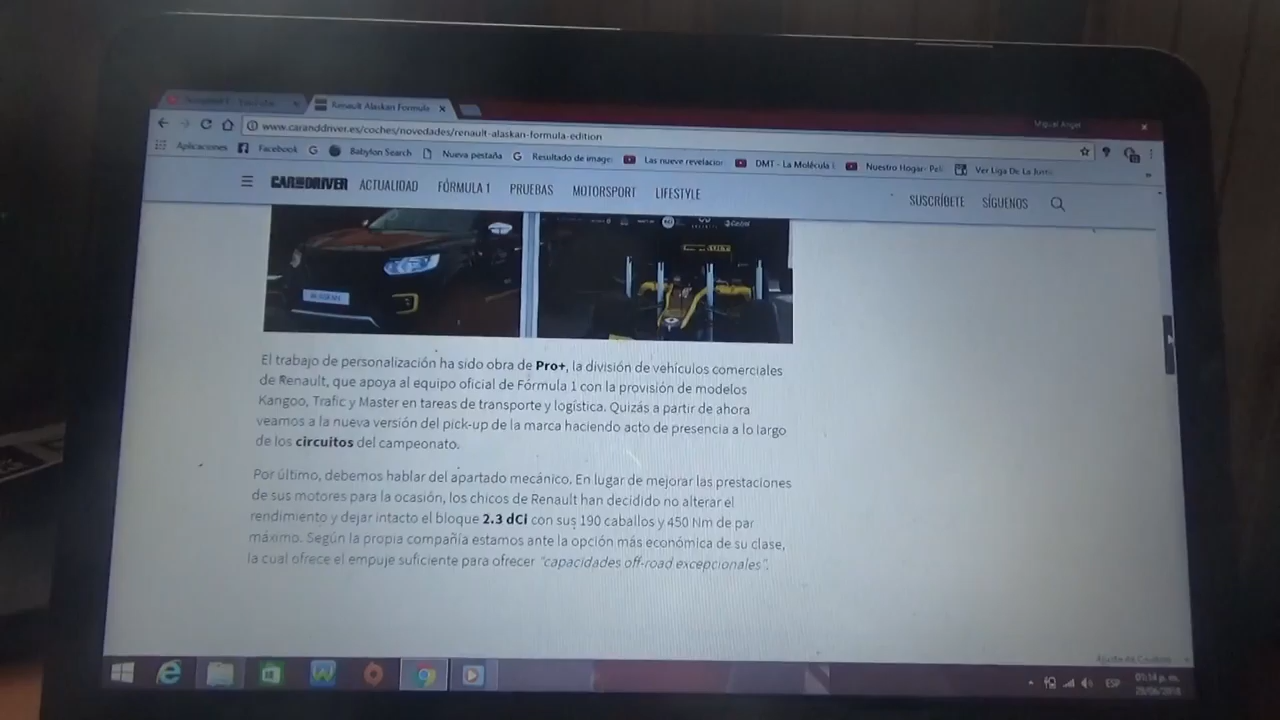 Renault Alaskan Formula
www.caranddriver.es/coches/novedades/renault-alaskan-formula-edition
Miguel Angel
Aplicaciones Facebook Babylon Search Nueva pestaña Resultado de image Las nueve revelacior DMT - La Molécula Nuestro Hogar- Pel Ver Liga De La Justi
CAR AND DRIVER ACTUALIDAD FÓRMULA 1 PRUEBAS MOTORSPORT LIFESTYLE SUSCRÍBETE SÍGUENOS
El trabajo de personalización ha sido obra de Pro+, la división de vehículos comerciales
de Renault, que apoya al equipo oficial de Fórmula 1 con la provisión de modelos
Kangoo, Trafic y Master en tareas de transporte y logística. Quizás a partir de ahora
veamos a la nueva versión del pick-up de la marca haciendo acto de presencia a lo largo
de los circuitos del campeonato.
Por último, debemos hablar del apartado mecánico. En lugar de mejorar las prestaciones
de sus motores para la ocasión, los chicos de Renault han decidido no alterar el
rendimiento y dejar intacto el bloque 2.3 dCi con sus 190 caballos y 450 Nm de par
máximo. Según la propia compañía estamos ante la opción más económica de su clase,
la cual ofrece el empuje suficiente para ofrecer "capacidades off-road excepcionales".
ESP
01:14 p. m.